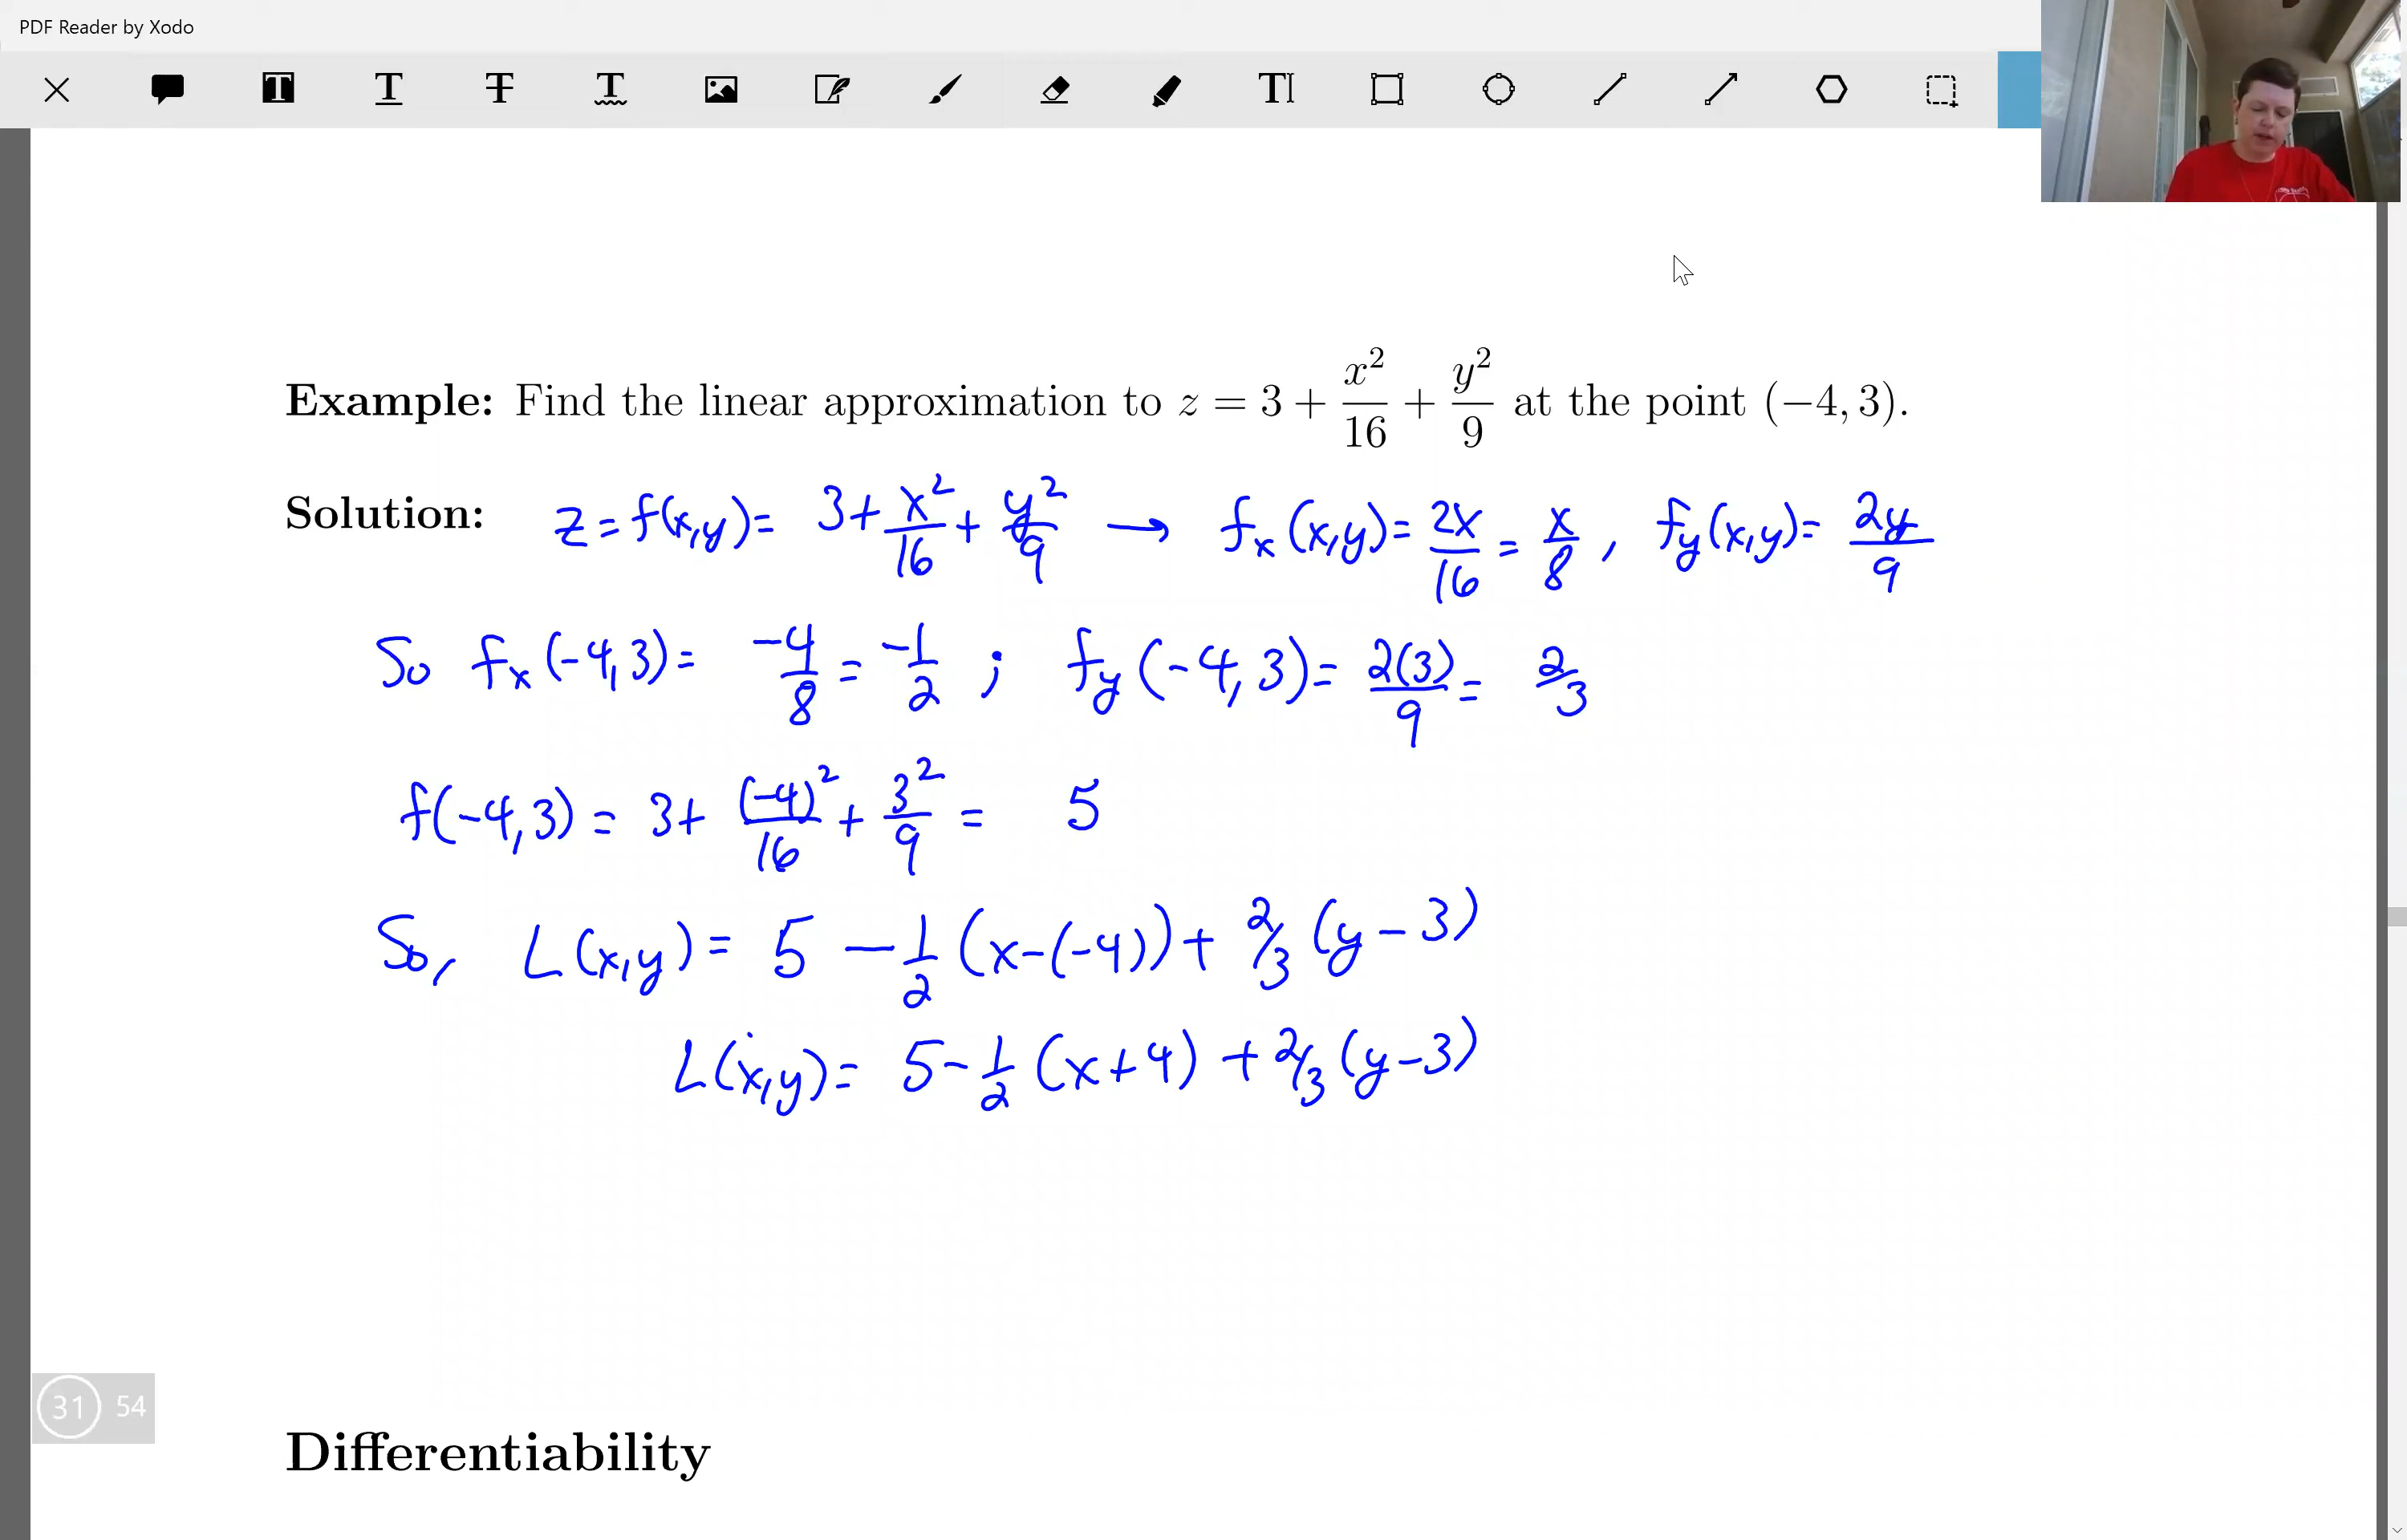 PDF Reader by Xodo
Example: Find the linear approximation to z = 3 + x²/16 + y²/9 at the point (−4, 3).
Solution: z = f(x,y) = 3 + x²/16 + y²/9 → fₓ(x,y) = 2x/16 = x/8, f_y(x,y) = 2y/9
So fₓ(-4,3) = -4/8 = -1/2 ; f_y(-4,3) = 2(3)/9 = 2/3
f(-4,3) = 3 + (-4)²/16 + 3²/9 = 5
So, L(x,y) = 5 - 1/2 (x-(-4)) + 2/3 (y-3)
L(x,y) = 5 - 1/2 (x+4) + 2/3 (y-3)
31 54
Differentiability